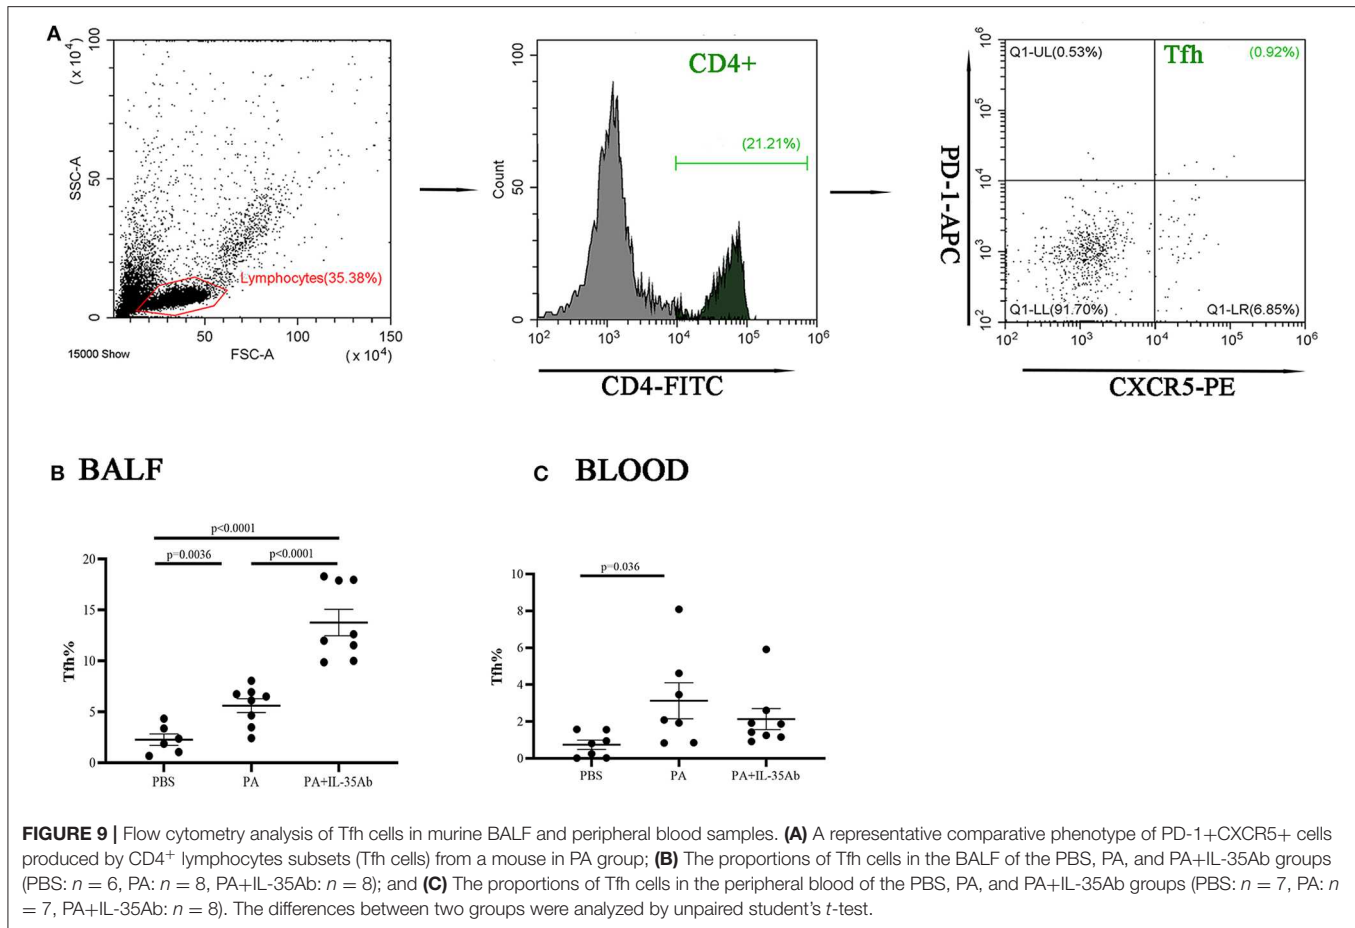 A
100
50
0
(x 10⁴)
SSC-A
Lymphocytes(35.38%)
50
100
150
FSC-A
(x 10⁴)
15000 Show
100
50
0
Count
CD4+
(21.21%)
10²
10³
10⁴
10⁵
10⁶
CD4-FITC
10⁶
10⁵
10⁴
10³
10²
PD-1-APC
Q1-UL(0.53%)
Tfh
(0.92%)
Q1-LL(91.70%)
Q1-LR(6.85%)
10²
10³
10⁴
10⁵
10⁶
CXCR5-PE
B BALF
p<0.0001
p=0.0036
p<0.0001
20
15
10
5
0
Tfh%
PBS
PA
PA+IL-35Ab
C BLOOD
p=0.036
10
8
6
4
2
0
Tfh%
PBS
PA
PA+IL-35Ab
FIGURE 9 | Flow cytometry analysis of Tfh cells in murine BALF and peripheral blood samples. (A) A representative comparative phenotype of PD-1+CXCR5+ cells
produced by CD4⁺ lymphocytes subsets (Tfh cells) from a mouse in PA group; (B) The proportions of Tfh cells in the BALF of the PBS, PA, and PA+IL-35Ab groups
(PBS: n = 6, PA: n = 8, PA+IL-35Ab: n = 8); and (C) The proportions of Tfh cells in the peripheral blood of the PBS, PA, and PA+IL-35Ab groups (PBS: n = 7, PA: n
= 7, PA+IL-35Ab: n = 8). The differences between two groups were analyzed by unpaired student's t-test.